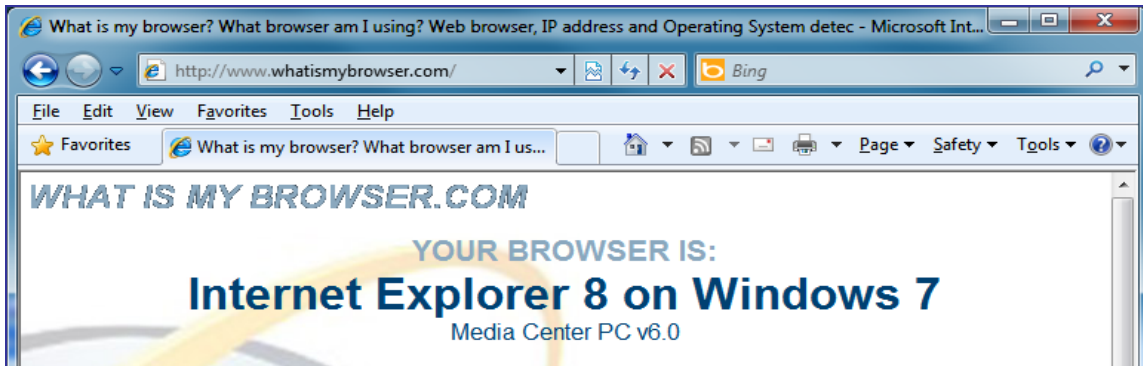 What is my browser? What browser am I using? Web browser, IP address and Operating System detec - Microsoft Int...
http://www.whatismybrowser.com/ Bing
File Edit View Favorites Tools Help
Favorites What is my browser? What browser am I us... Page Safety Tools
WHAT IS MY BROWSER.COM
YOUR BROWSER IS:
Internet Explorer 8 on Windows 7
Media Center PC v6.0